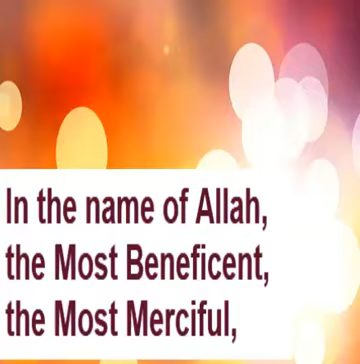 In the name of Allah,
the Most Beneficent,
the Most Merciful,